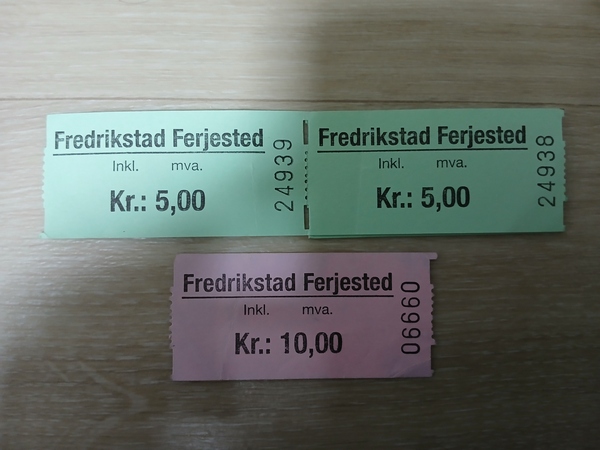 Fredrikstad Ferjested
Inkl. mva.
Kr.: 5,00
24939
Fredrikstad Ferjested
Inkl. mva.
Kr.: 5,00
24938
Fredrikstad Ferjested
Inkl. mva.
Kr.: 10,00
06660